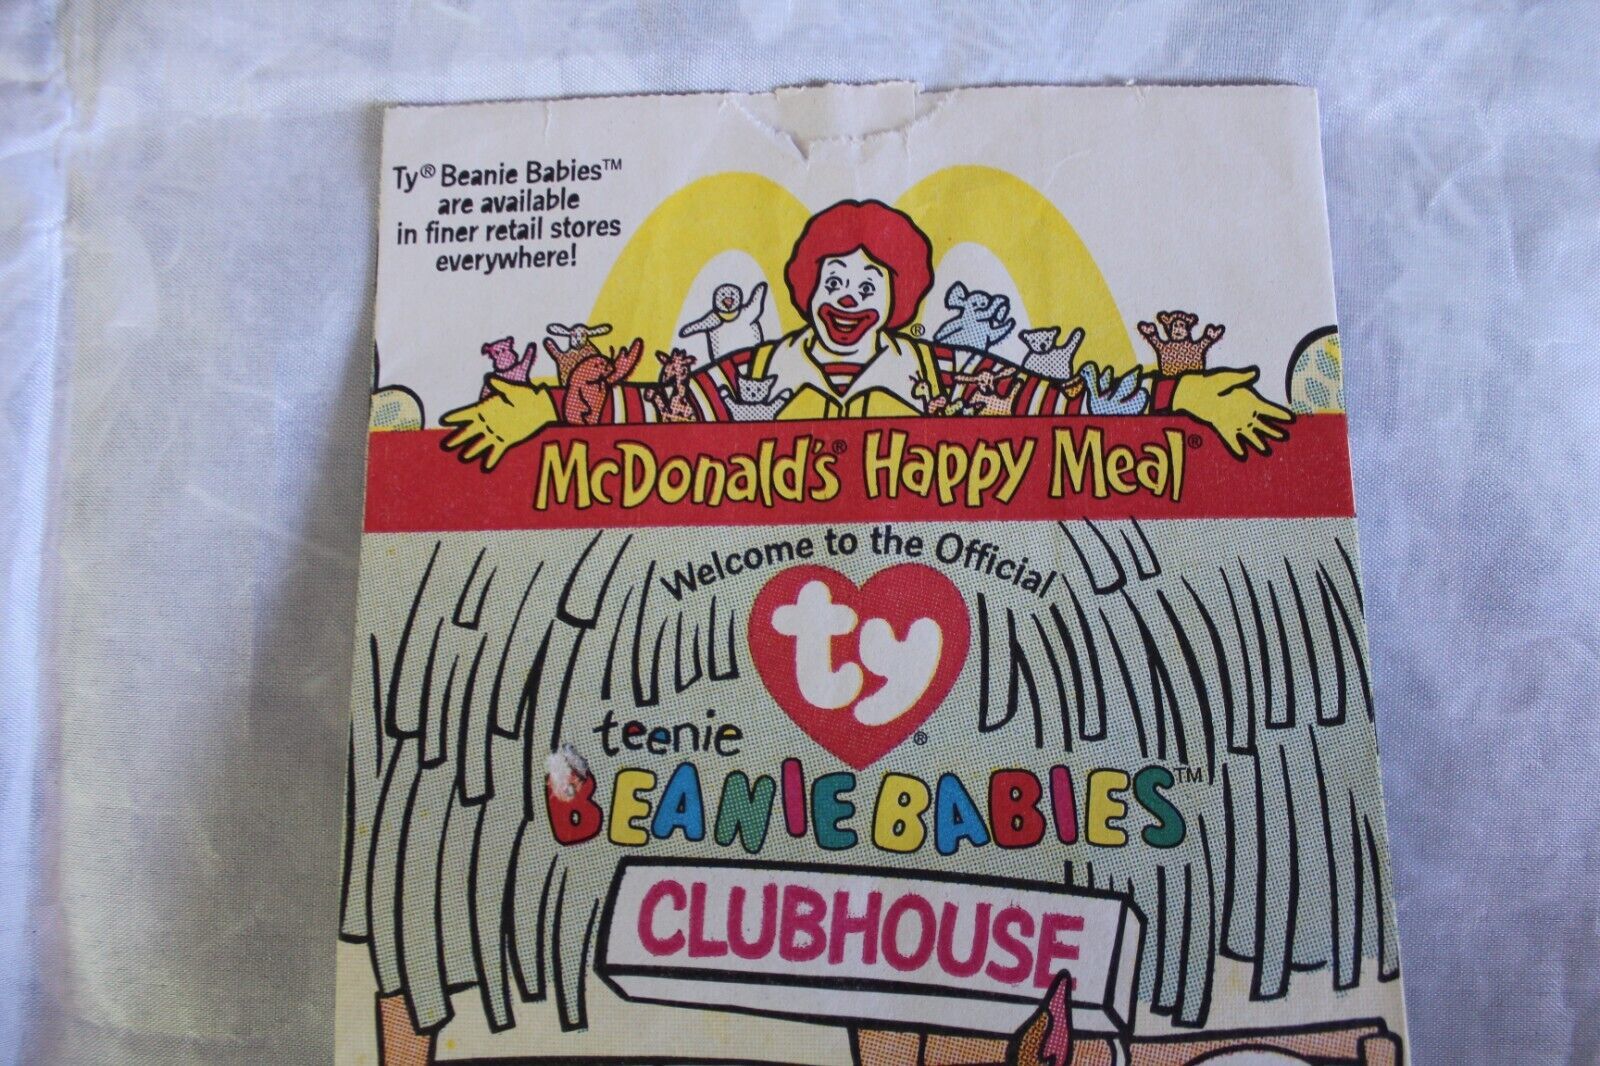 Ty® Beanie Babies™
are available
in finer retail stores
everywhere!
®
McDonald's® Happy Meal®
Welcome to the Official
ty®
teenie
BEANIE BABIES™
CLUBHOUSE